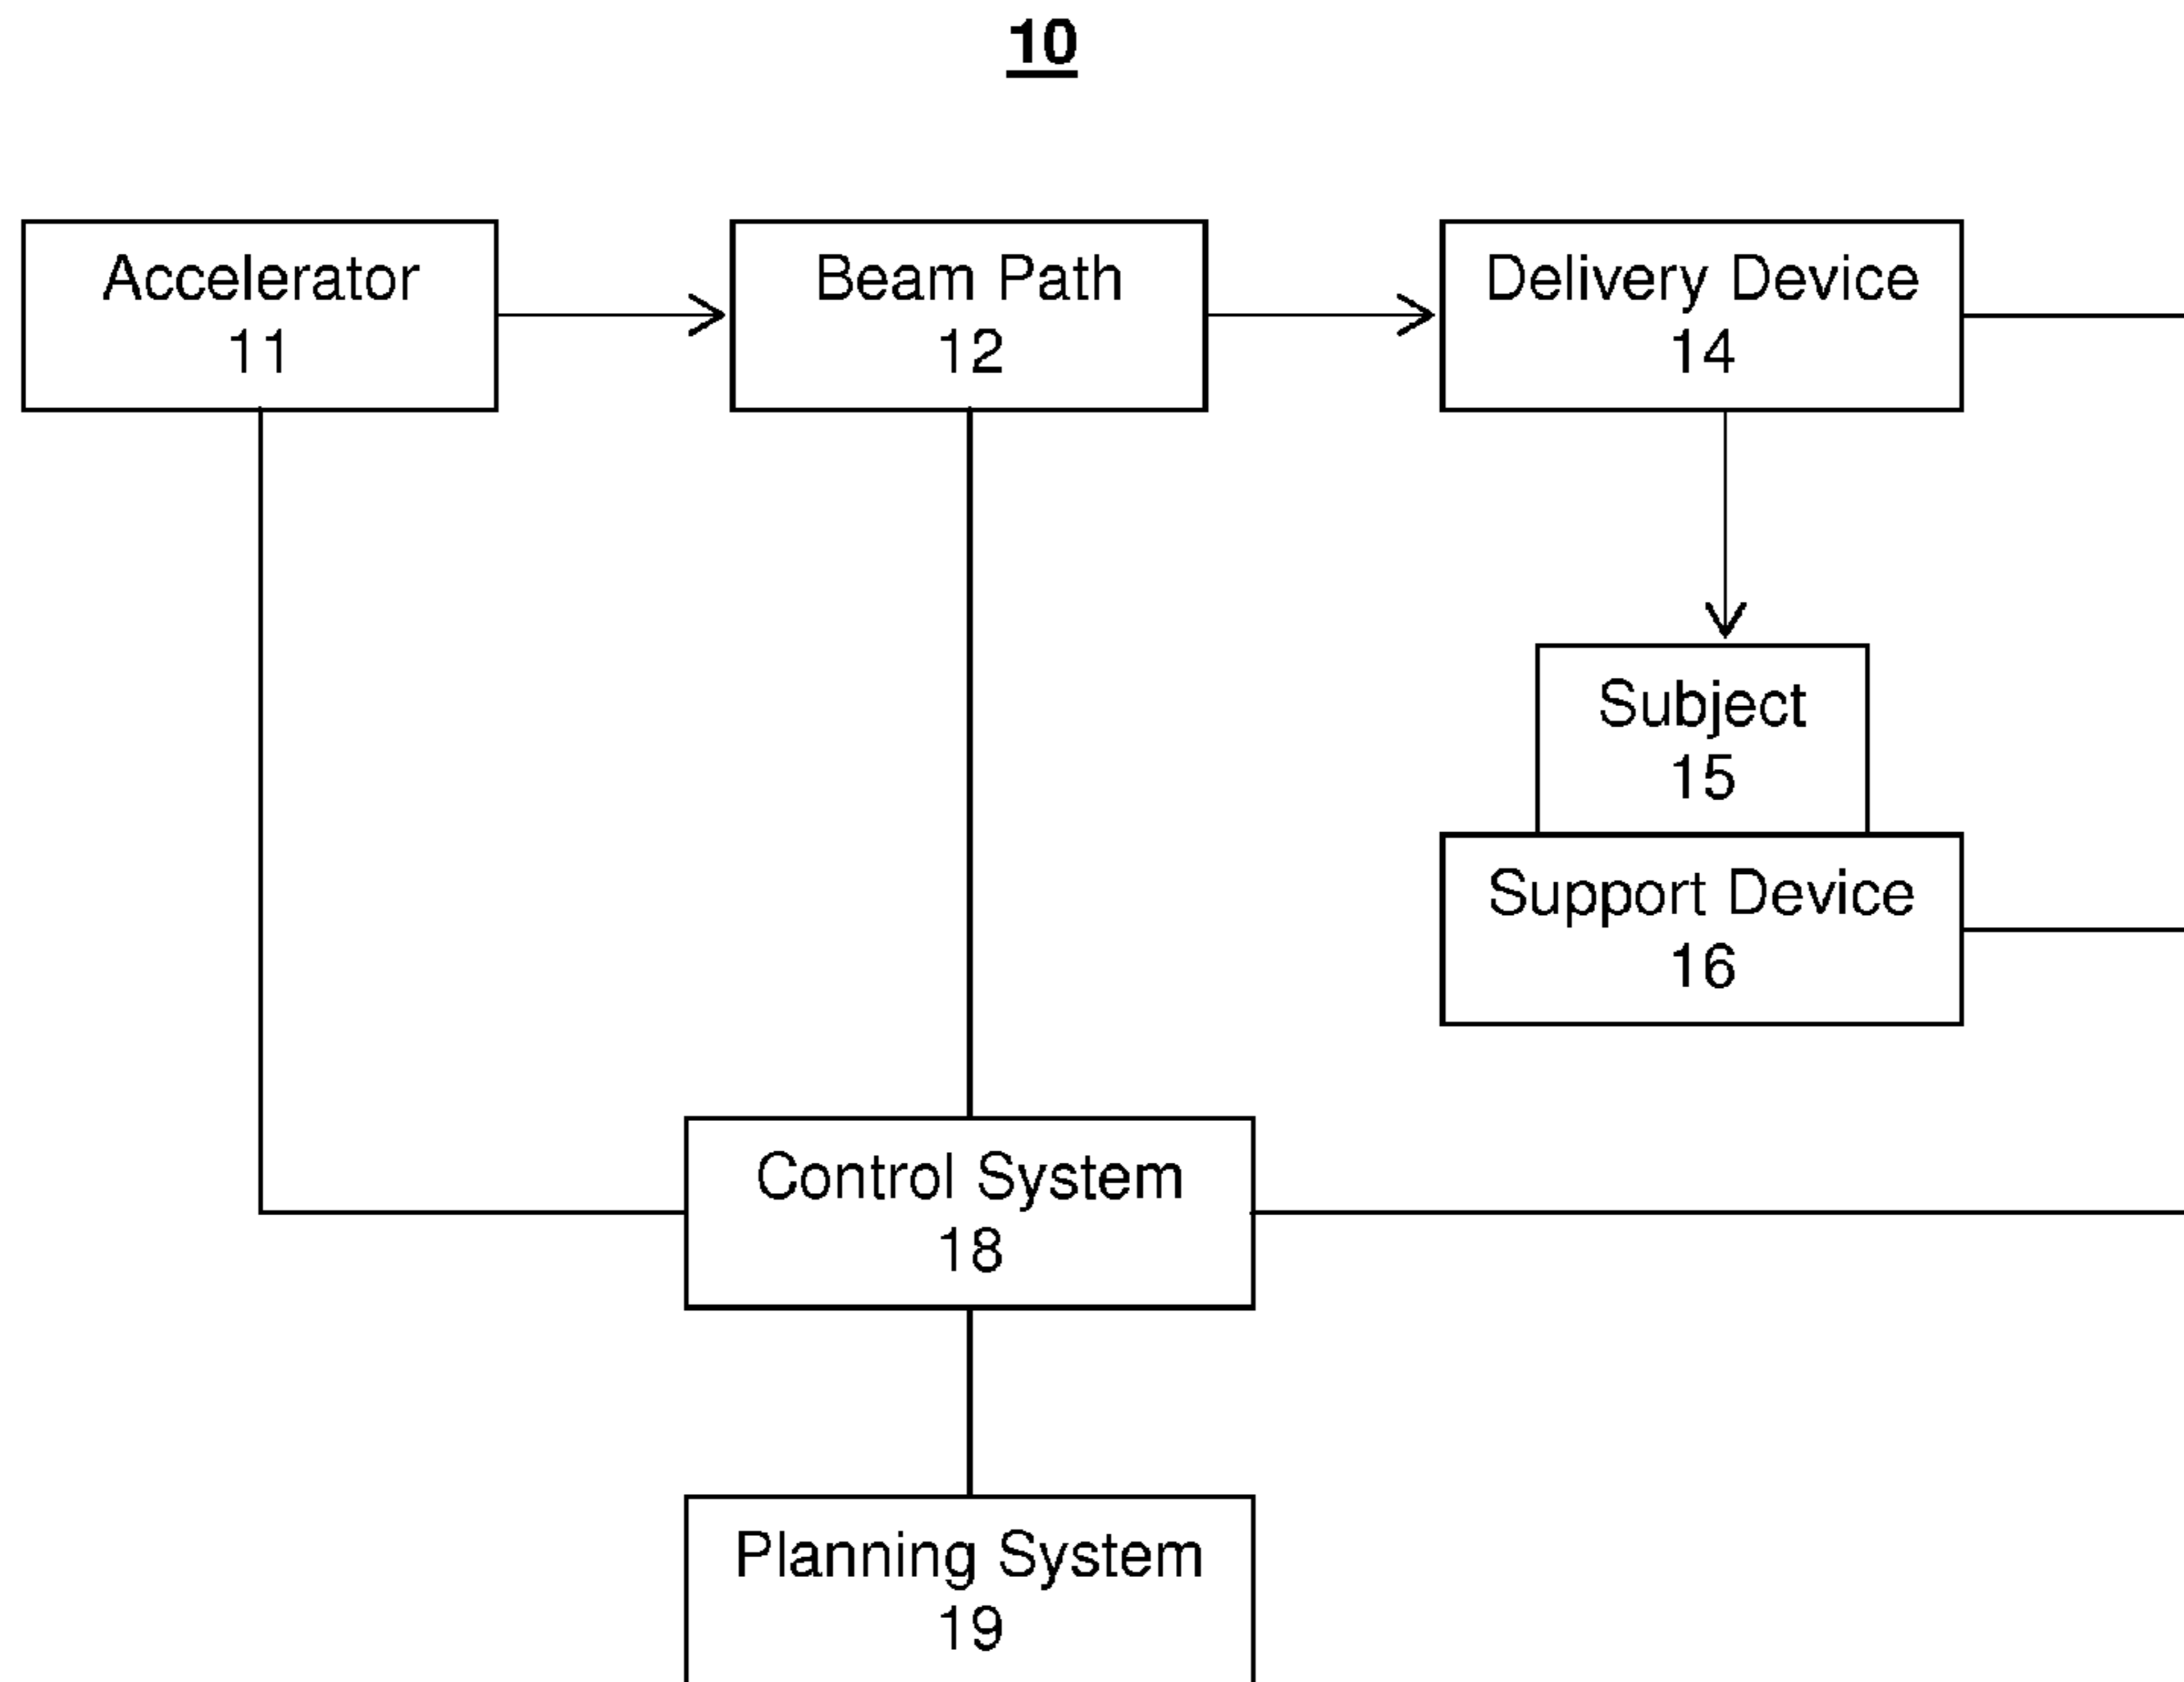 10
Accelerator
11
Beam Path
12
Delivery Device
14
Subject
15
Support Device
16
Control System
18
Planning System
19